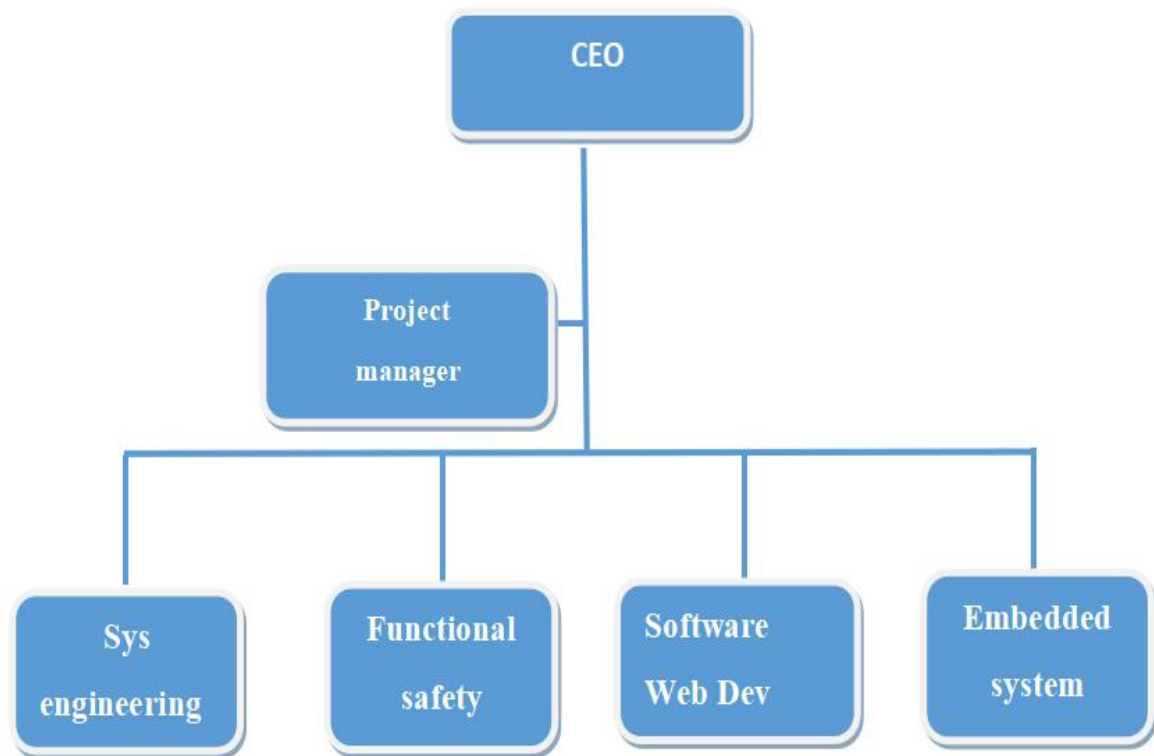 CEO
Project
manager
Sys
engineering
Functional
safety
Software
Web Dev
Embedded
system